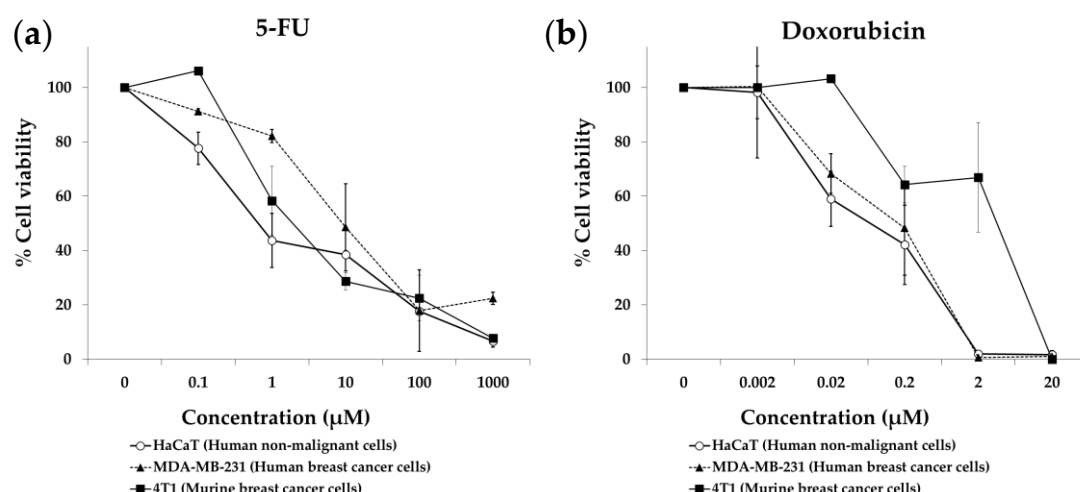 (a)
5-FU
% Cell viability
100
80
60
40
20
0
0 0.1 1 10 100 1000
Concentration (µM)
HaCaT (Human non-malignant cells)
MDA-MB-231 (Human breast cancer cells)
4T1 (Murine breast cancer cells)
(b)
Doxorubicin
% Cell viability
100
80
60
40
20
0
0 0.002 0.02 0.2 2 20
Concentration (µM)
HaCaT (Human non-malignant cells)
MDA-MB-231 (Human breast cancer cells)
4T1 (Murine breast cancer cells)